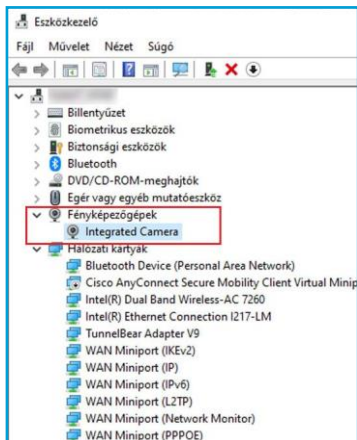 Eszközkezelő
Fájl Művelet Nézet Súgó
Billentyűzet
Biometrikus eszközök
Biztonsági eszközök
Bluetooth
DVD/CD-ROM-meghajtók
Egér vagy egyéb mutatóeszköz
Fényképezőgépek
Integrated Camera
Hálózati kártyák
Bluetooth Device (Personal Area Network)
Cisco AnyConnect Secure Mobility Client Virtual Minip
Intel(R) Dual Band Wireless-AC 7260
Intel(R) Ethernet Connection I217-LM
TunnelBear Adapter V9
WAN Miniport (IKEv2)
WAN Miniport (IP)
WAN Miniport (IPv6)
WAN Miniport (L2TP)
WAN Miniport (Network Monitor)
WAN Miniport (PPPOE)